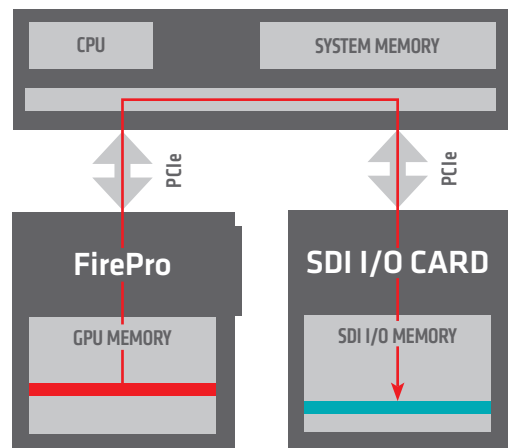 CPU
SYSTEM MEMORY
PCIe
PCIe
FirePro
SDI I/O CARD
GPU MEMORY
SDI I/O MEMORY